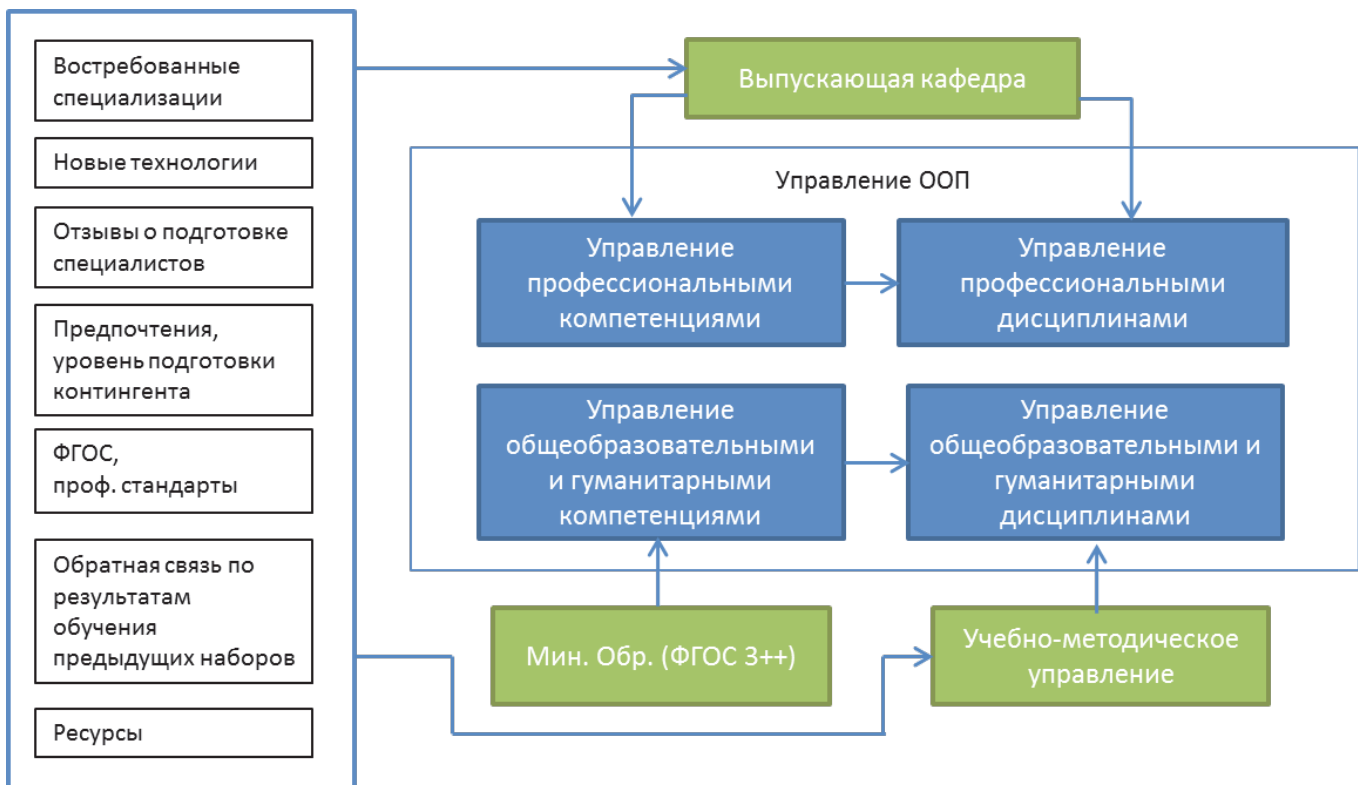 Востребованные
специализации
Новые технологии
Отзывы о подготовке
специалистов
Предпочтения,
уровень подготовки
контингента
ФГОС,
проф. стандарты
Обратная связь по
результатам
обучения
предыдущих наборов
Ресурсы
Выпускающая кафедра
Управление ООП
Управление
профессиональными
компетенциями
Управление
профессиональными
дисциплинами
Управление
общеобразовательными
и гуманитарными
компетенциями
Управление
общеобразовательными и
гуманитарными
дисциплинами
Мин. Обр. (ФГОС 3++)
Учебно-методическое
управление